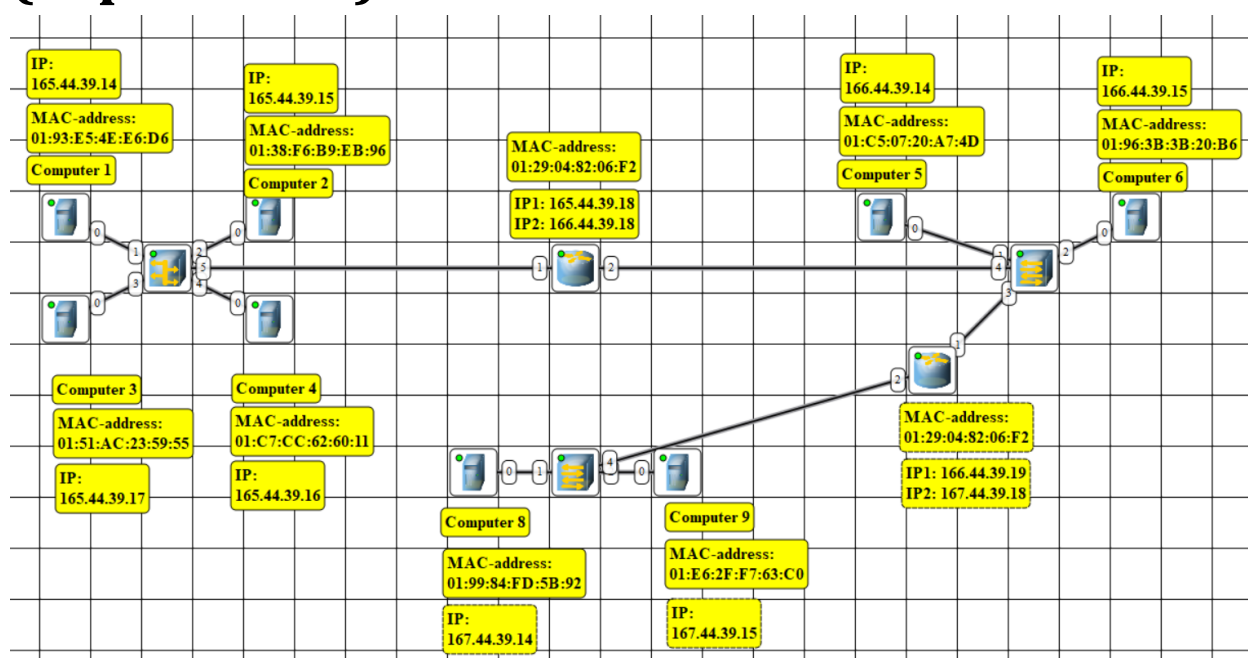 IP:
165.44.39.14
MAC-address:
01:93:E5:4E:E6:D6
Computer 1
IP:
165.44.39.15
MAC-address:
01:38:F6:B9:EB:96
Computer 2
0
1
2
0
3
0
4
0
5
Computer 3
MAC-address:
01:51:AC:23:59:55
IP:
165.44.39.17
Computer 4
MAC-address:
01:C7:CC:62:60:11
IP:
165.44.39.16
MAC-address:
01:29:04:82:06:F2
IP1: 165.44.39.18
IP2: 166.44.39.18
1
2
IP:
166.44.39.14
MAC-address:
01:C5:07:20:A7:4D
Computer 5
IP:
166.44.39.15
MAC-address:
01:96:3B:3B:20:B6
Computer 6
0
1
4
2
0
3
1
2
MAC-address:
01:29:04:82:06:F2
IP1: 166.44.39.19
IP2: 167.44.39.18
0
1
4
0
Computer 8
MAC-address:
01:99:84:FD:5B:92
IP:
167.44.39.14
Computer 9
MAC-address:
01:E6:2F:F7:63:C0
IP:
167.44.39.15